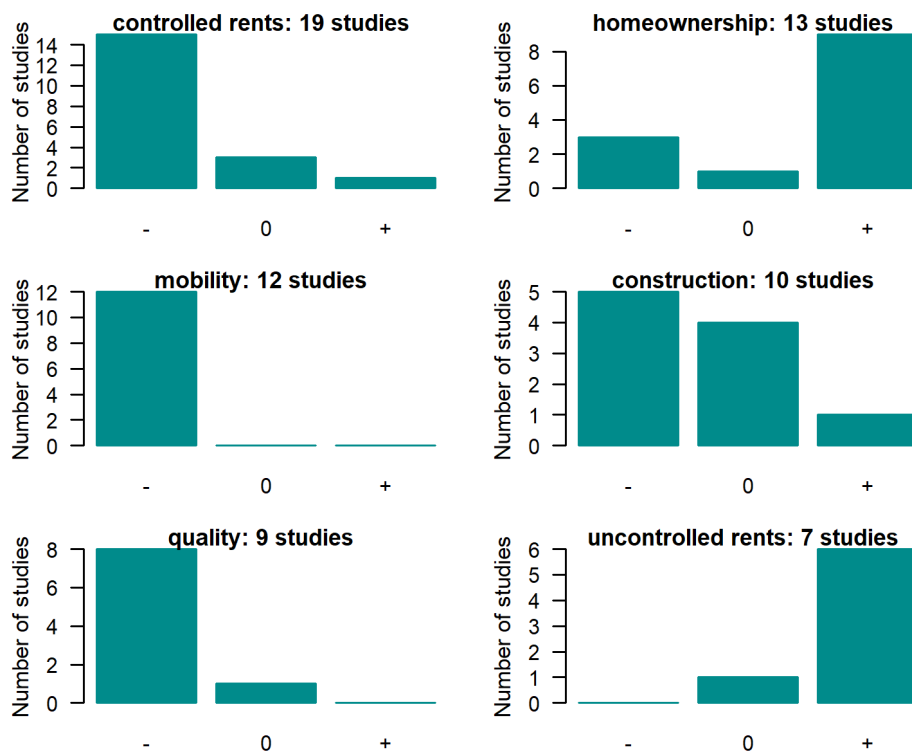 controlled rents: 19 studies
Number of studies
14
12
10
8
6
4
2
0
- 0 +
homeownership: 13 studies
Number of studies
8
6
4
2
0
- 0 +
mobility: 12 studies
Number of studies
12
10
8
6
4
2
0
- 0 +
construction: 10 studies
Number of studies
5
4
3
2
1
0
- 0 +
quality: 9 studies
Number of studies
8
6
4
2
0
- 0 +
uncontrolled rents: 7 studies
Number of studies
6
5
4
3
2
1
0
- 0 +